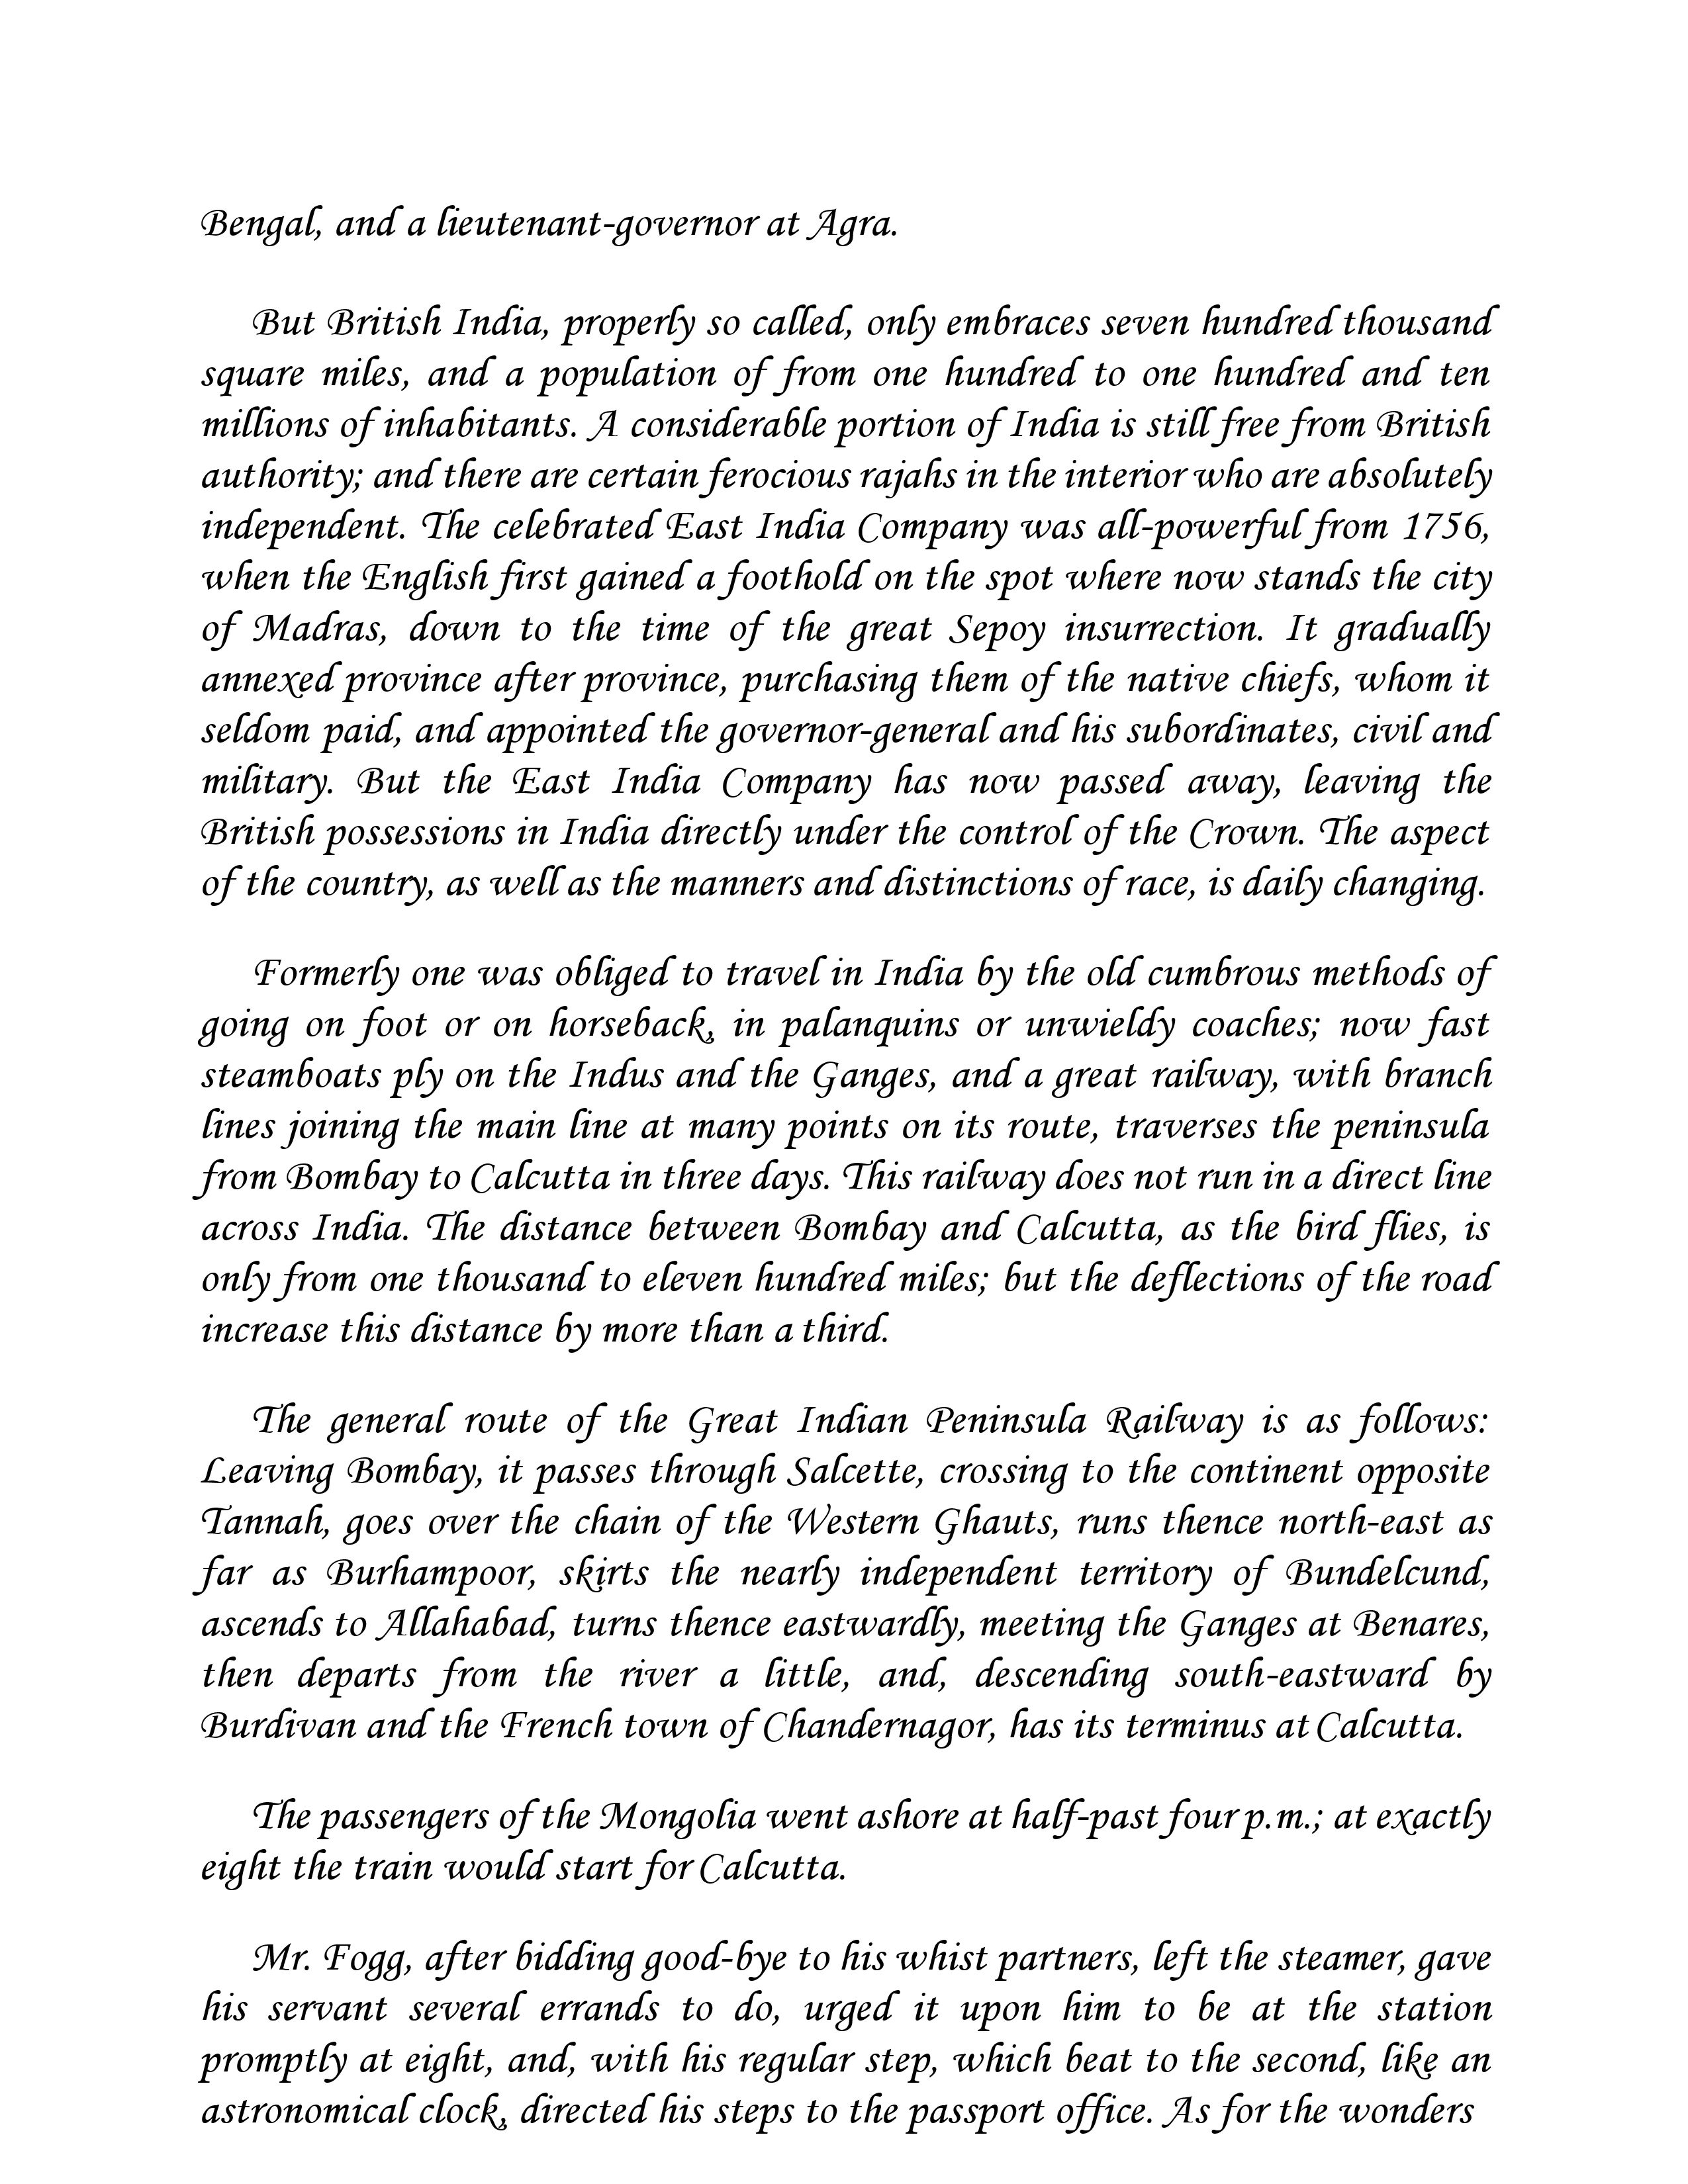 Bengal, and a lieutenant-governor at Agra.
But British India, properly so called, only embraces seven hundred thousand
square miles, and a population of from one hundred to one hundred and ten
millions of inhabitants. A considerable portion of India is still free from British
authority; and there are certain ferocious rajahs in the interior who are absolutely
independent. The celebrated East India Company was all-powerful from 1756,
when the English first gained a foothold on the spot where now stands the city
of Madras, down to the time of the great Sepoy insurrection. It gradually
annexed province after province, purchasing them of the native chiefs, whom it
seldom paid, and appointed the governor-general and his subordinates, civil and
military. But the East India Company has now passed away, leaving the
British possessions in India directly under the control of the Crown. The aspect
of the country, as well as the manners and distinctions of race, is daily changing.
Formerly one was obliged to travel in India by the old cumbrous methods of
going on foot or on horseback, in palanquins or unwieldy coaches; now fast
steamboats ply on the Indus and the Ganges, and a great railway, with branch
lines joining the main line at many points on its route, traverses the peninsula
from Bombay to Calcutta in three days. This railway does not run in a direct line
across India. The distance between Bombay and Calcutta, as the bird flies, is
only from one thousand to eleven hundred miles; but the deflections of the road
increase this distance by more than a third.
The general route of the Great Indian Peninsula Railway is as follows:
Leaving Bombay, it passes through Salcette, crossing to the continent opposite
Tannah, goes over the chain of the Western Ghauts, runs thence north-east as
far as Burhampoor, skirts the nearly independent territory of Bundelcund,
ascends to Allahabad, turns thence eastwardly, meeting the Ganges at Benares,
then departs from the river a little, and, descending south-eastward by
Burdivan and the French town of Chandernagor, has its terminus at Calcutta.
The passengers of the Mongolia went ashore at half-past four p.m.; at exactly
eight the train would start for Calcutta.
Mr. Fogg, after bidding good-bye to his whist partners, left the steamer, gave
his servant several errands to do, urged it upon him to be at the station
promptly at eight, and, with his regular step, which beat to the second, like an
astronomical clock, directed his steps to the passport office. As for the wonders